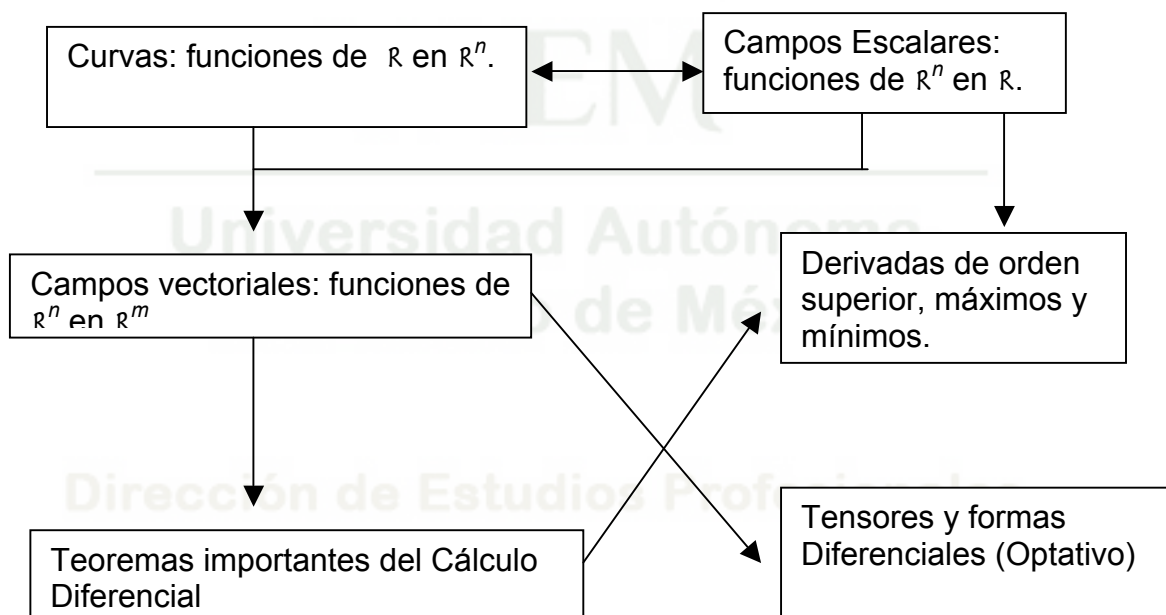 Curvas: funciones de ℝ en ℝⁿ.
Campos Escalares:
funciones de ℝⁿ en ℝ.
Campos vectoriales: funciones de
ℝⁿ en ℝᵐ
Derivadas de orden
superior, máximos y
mínimos.
Teoremas importantes del Cálculo
Diferencial
Tensores y formas
Diferenciales (Optativo)
Universidad Autónoma
de
Dirección de Estudios